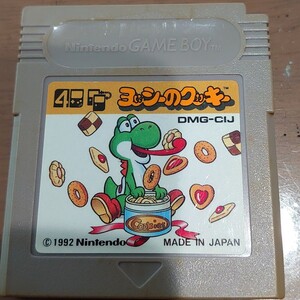 Nintendo GAME BOY
4 ヨッシーのクッキー
DMG-CIJ
Cookies
© 1992 Nintendo
MADE IN JAPAN